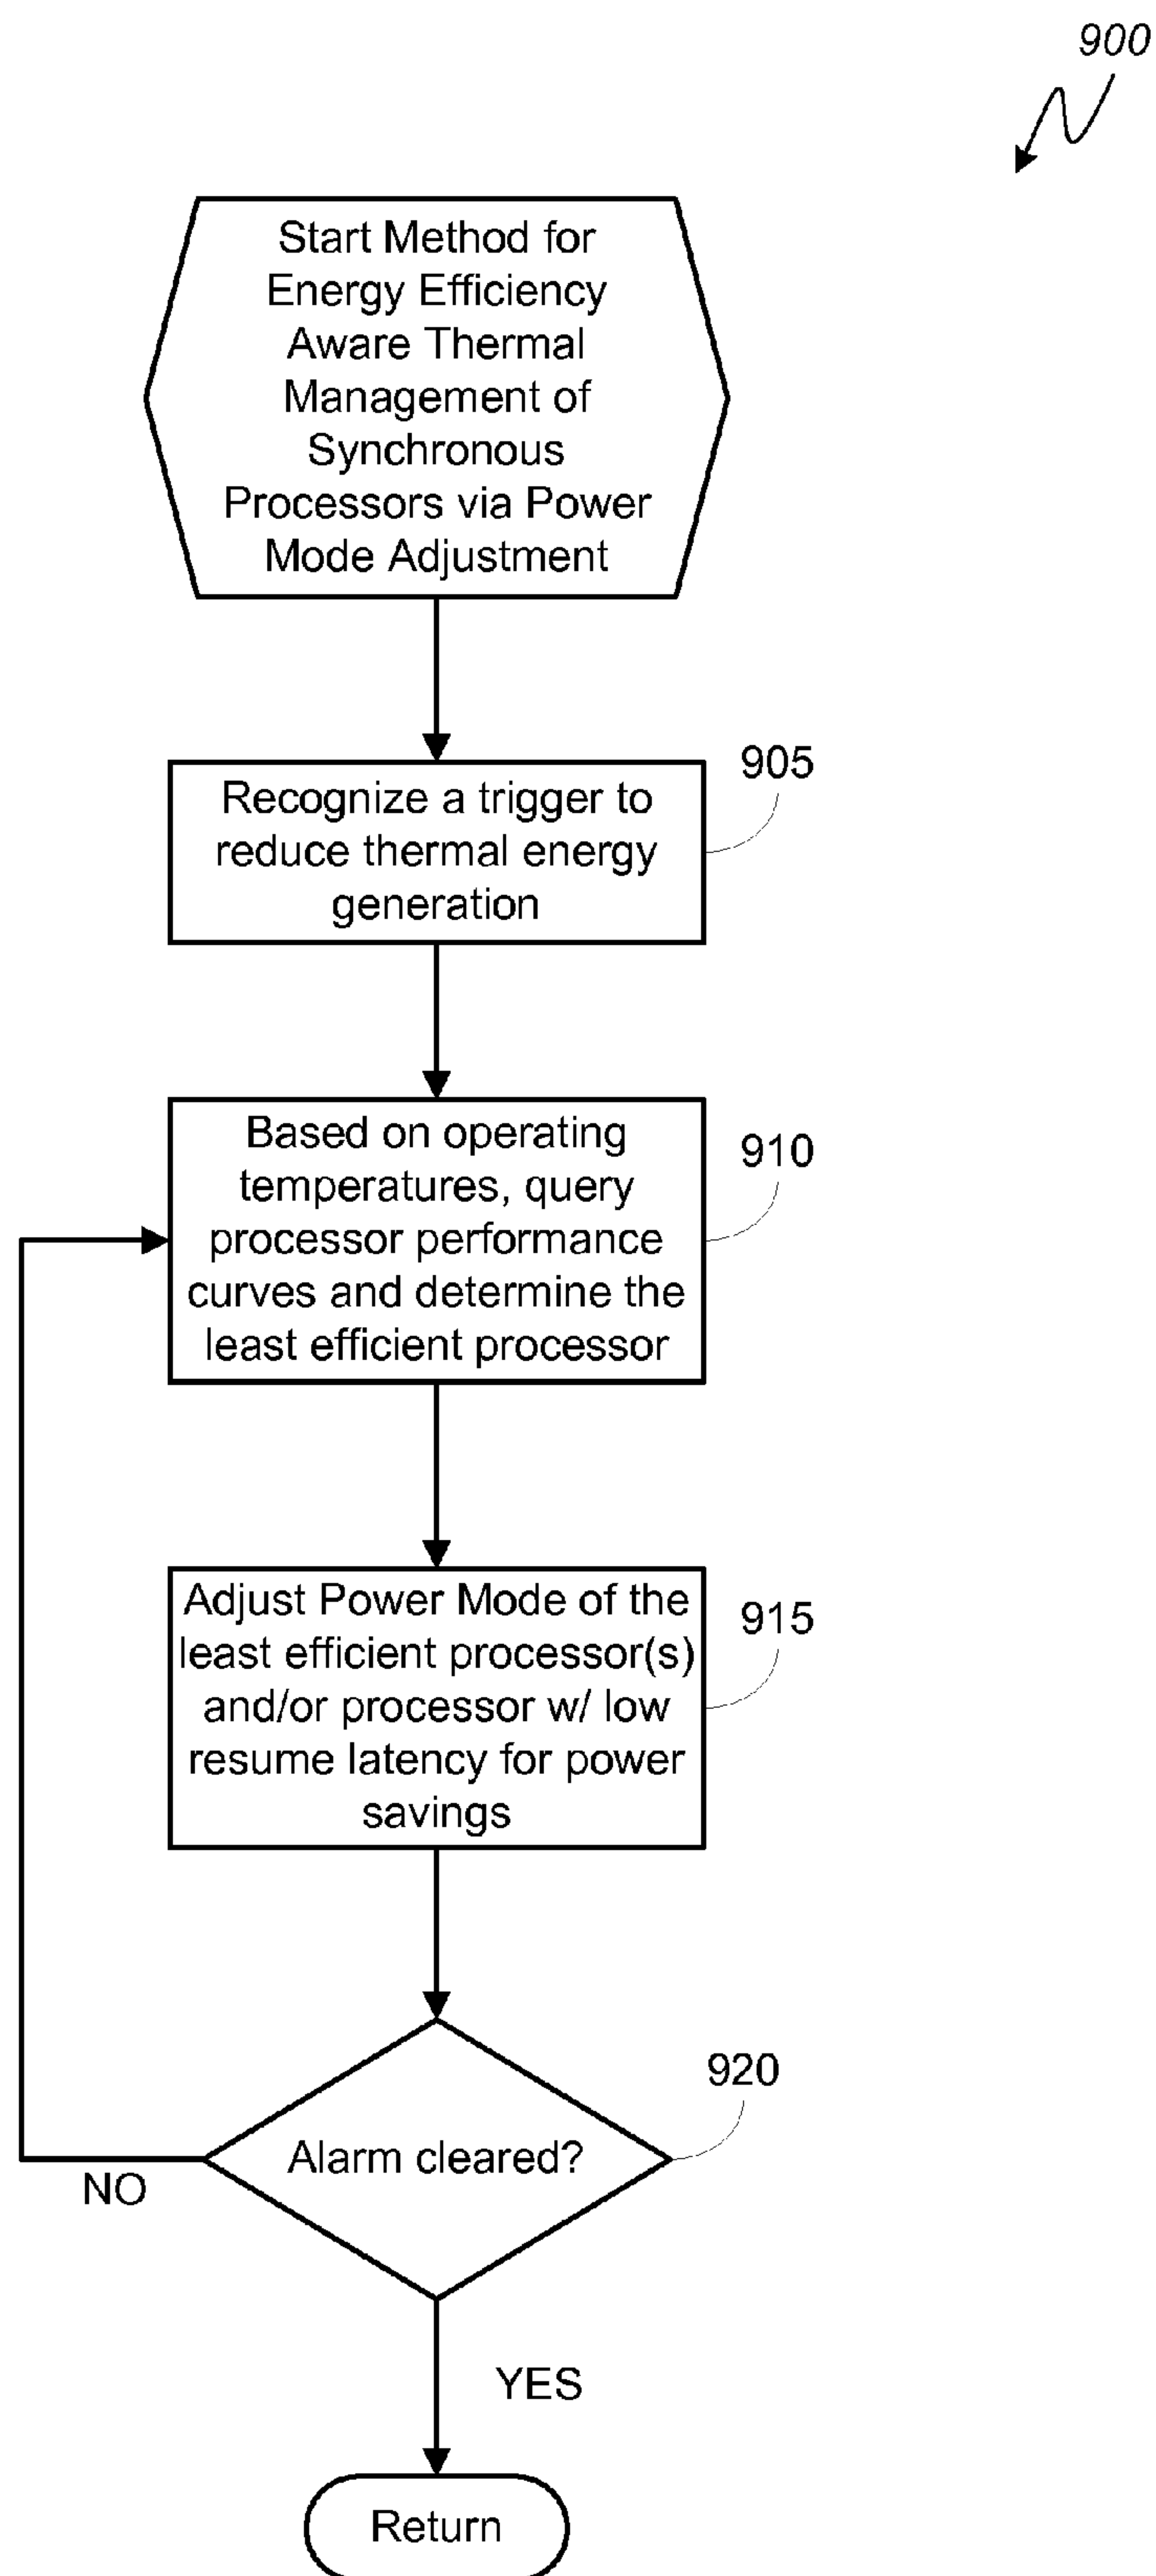 900
Start Method for
Energy Efficiency
Aware Thermal
Management of
Synchronous
Processors via Power
Mode Adjustment
905
Recognize a trigger to
reduce thermal energy
generation
910
Based on operating
temperatures, query
processor performance
curves and determine the
least efficient processor
915
Adjust Power Mode of the
least efficient processor(s)
and/or processor w/ low
resume latency for power
savings
920
Alarm cleared?
NO
YES
Return